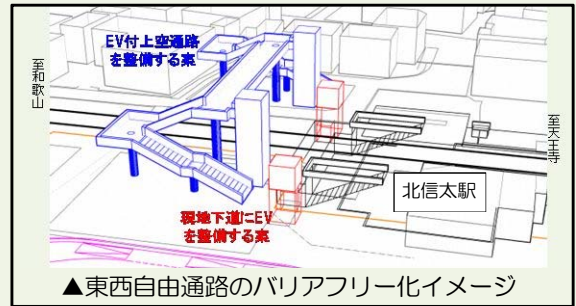 EV付上空通路
を整備する案
至和歌山
至天王寺
北信太駅
現地下道にEV
を整備する案
▲東西自由通路のバリアフリー化イメージ